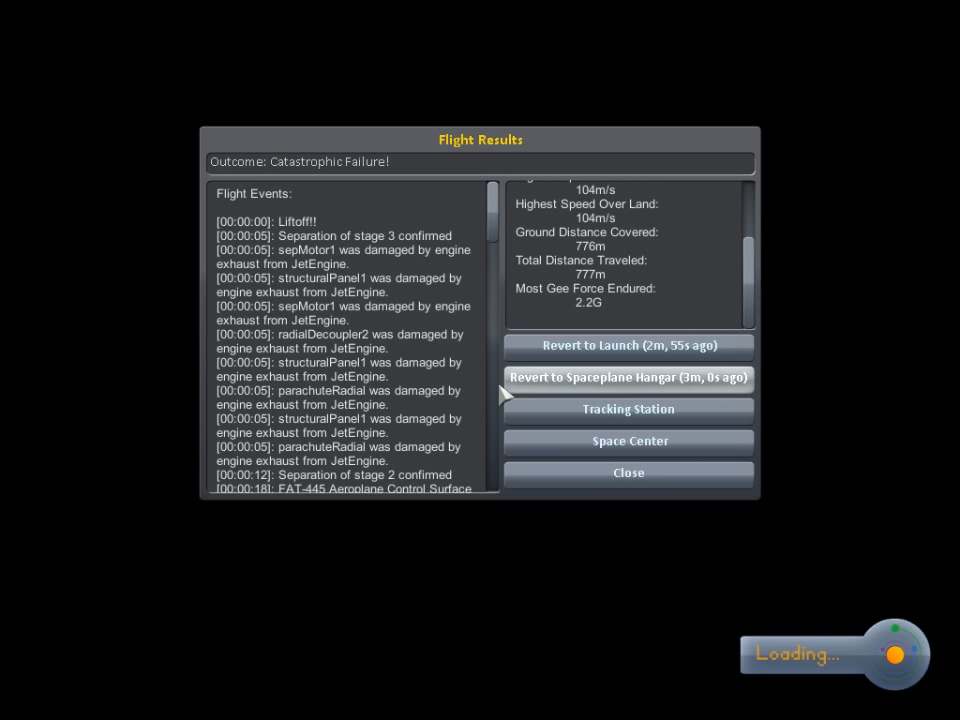 Flight Results
Outcome: Catastrophic Failure!
Flight Events:
[00:00:00]: Liftoff!!
[00:00:05]: Separation of stage 3 confirmed
[00:00:05]: sepMotor1 was damaged by engine
exhaust from JetEngine.
[00:00:05]: structuralPanel1 was damaged by
engine exhaust from JetEngine.
[00:00:05]: sepMotor1 was damaged by engine
exhaust from JetEngine.
[00:00:05]: radialDecoupler2 was damaged by
engine exhaust from JetEngine.
[00:00:05]: structuralPanel1 was damaged by
engine exhaust from JetEngine.
[00:00:05]: parachuteRadial was damaged by
engine exhaust from JetEngine.
[00:00:05]: structuralPanel1 was damaged by
engine exhaust from JetEngine.
[00:00:05]: parachuteRadial was damaged by
engine exhaust from JetEngine.
[00:00:12]: Separation of stage 2 confirmed
[00:00:18]: FAT-445 Aeroplane Control Surface
104m/s
Highest Speed Over Land:
104m/s
Ground Distance Covered:
776m
Total Distance Traveled:
777m
Most Gee Force Endured:
2.2G
Revert to Launch (2m, 55s ago)
Revert to Spaceplane Hangar (3m, 0s ago)
Tracking Station
Space Center
Close
Loading...